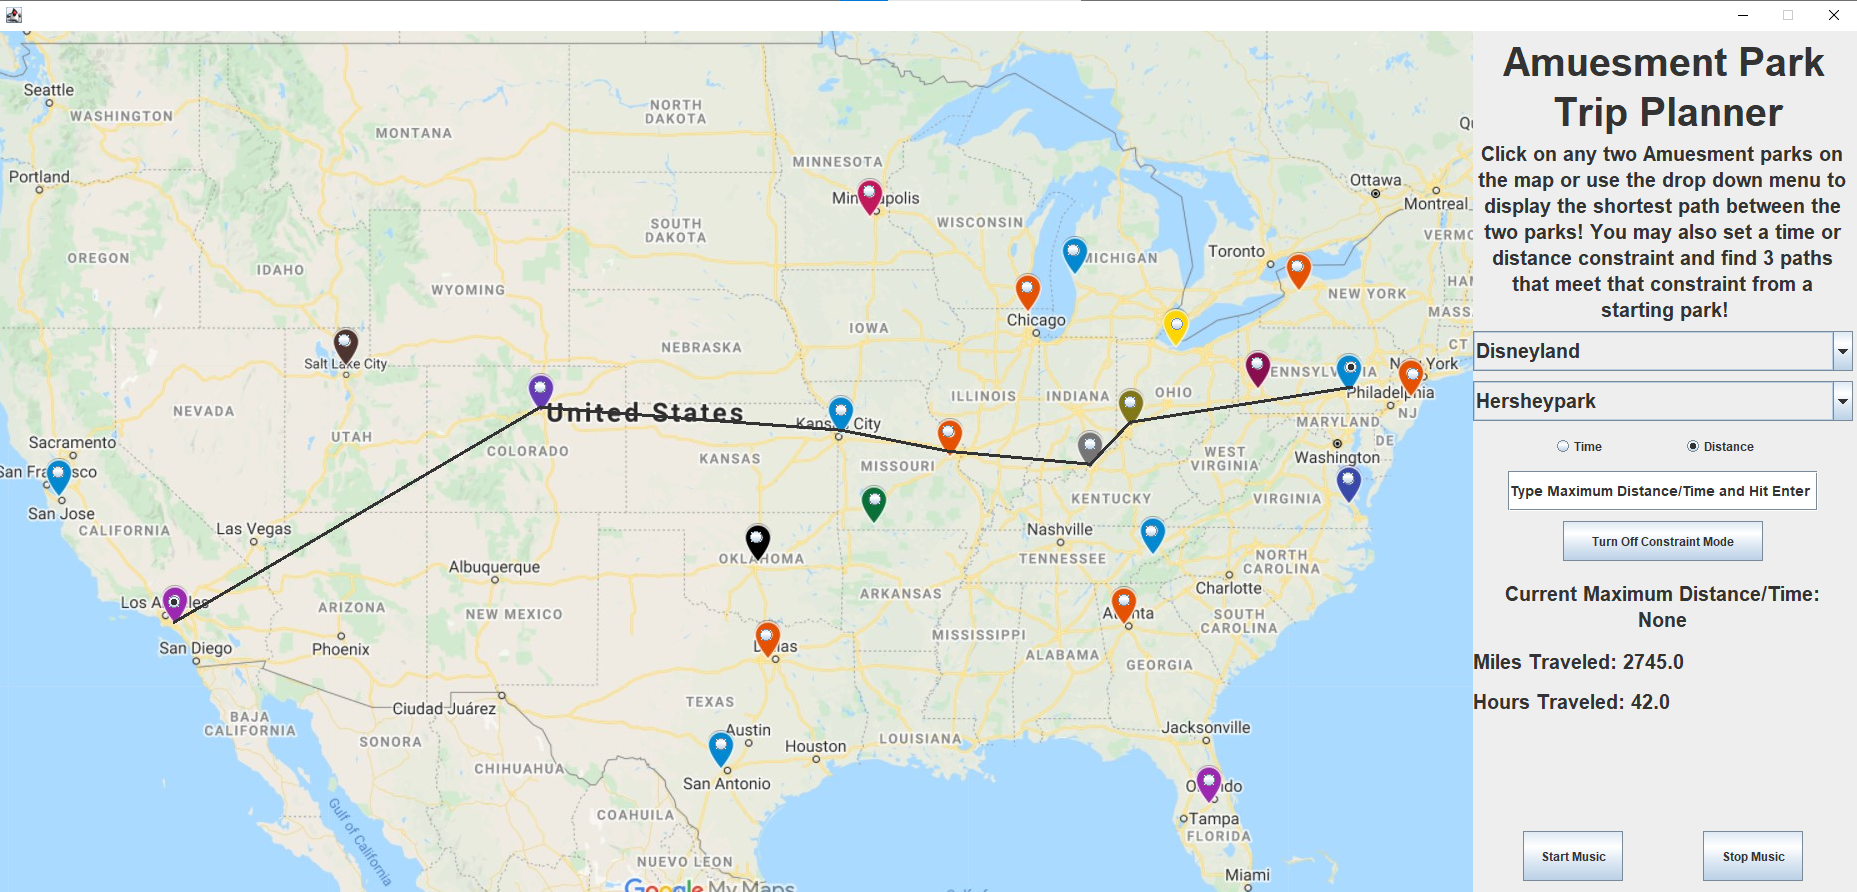 Amuesment Park
Trip Planner
Click on any two Amuesment parks on
the map or use the drop down menu to
display the shortest path between the
two parks! You may also set a time or
distance constraint and find 3 paths
that meet that constraint from a
starting park!
Disneyland
Hersheypark
Time
Distance
Type Maximum Distance/Time and Hit Enter
Turn Off Constraint Mode
Current Maximum Distance/Time:
None
Miles Traveled: 2745.0
Hours Traveled: 42.0
Start Music
Stop Music
Seattle
WASHINGTON
NORTH
DAKOTA
MONTANA
MINNESOTA
Portland
Ottawa
Montreal
SOUTH
DAKOTA
WISCONSIN
VERMO
OREGON
IDAHO
MICHIGAN
Toronto
WYOMING
NEW YORK
HAM
MASSA
Chicago
IOWA
CT
NEBRASKA
Salt Lake City
ILLINOIS
INDIANA
OHIO
New York
Philadelphia
NEVADA
United States
NJ
UTAH
COLORADO
Kansas City
MARYLAND
DE
Sacramento
KANSAS
MISSOURI
WEST
VIRGINIA
Washington
San Jose
KENTUCKY
VIRGINIA
CALIFORNIA
Las Vegas
Nashville
TENNESSEE
NORTH
CAROLINA
OKLAHOMA
Albuquerque
Charlotte
ARKANSAS
ARIZONA
NEW MEXICO
SOUTH
CAROLINA
San Diego
Phoenix
MISSISSIPPI
ALABAMA
GEORGIA
TEXAS
Ciudad Juárez
BAJA
CALIFORNIA
SONORA
Austin
Houston
LOUISIANA
Jacksonville
CHIHUAHUA
San Antonio
COAHUILA
Tampa
FLORIDA
Gulf of California
NUEVO LEON
Miami
Google My Maps